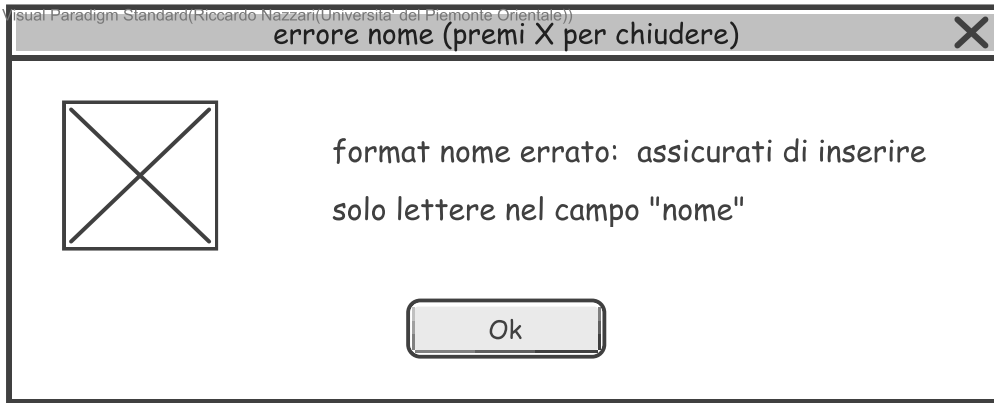 Visual Paradigm Standard(Riccardo Nazzari(Universita' del Piemonte Orientale))
errore nome (premi X per chiudere)
format nome errato:  assicurati di inserire
solo lettere nel campo "nome"
Ok